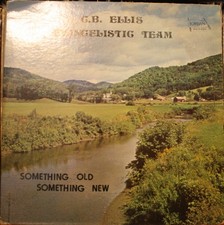 C.B. ELLIS
EVANGELISTIC TEAM
SOMETHING OLD
SOMETHING NEW